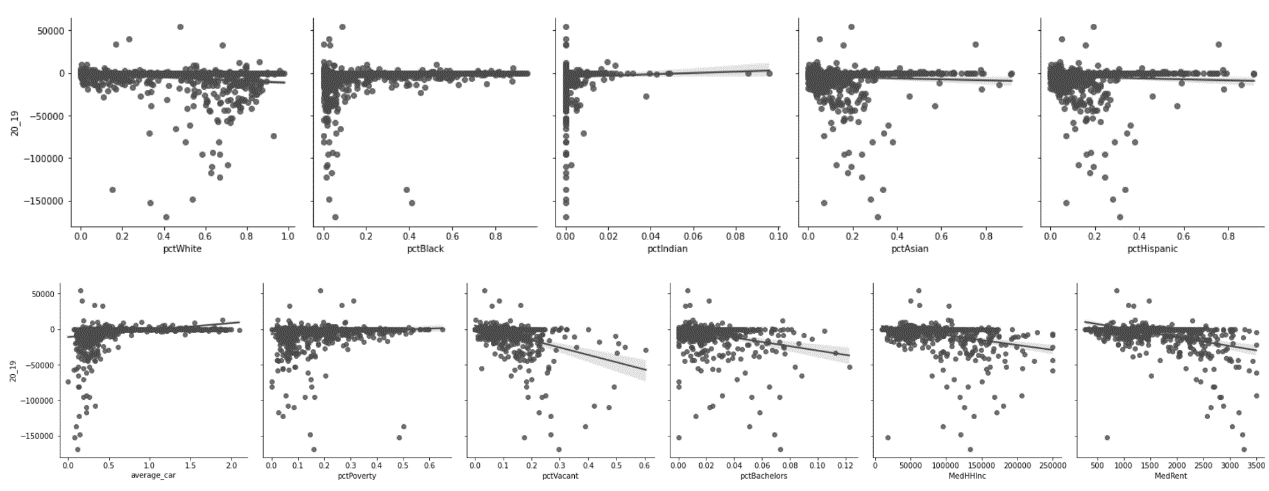 50000
0
−50000
−100000
−150000
20_19
0.0 0.2 0.4 0.6 0.8 1.0
pctWhite
0.0 0.2 0.4 0.6 0.8
pctBlack
0.00 0.02 0.04 0.06 0.08 0.10
pctIndian
0.0 0.2 0.4 0.6 0.8
pctAsian
0.0 0.2 0.4 0.6 0.8
pctHispanic
50000
0
−50000
−100000
−150000
20_19
0.0 0.5 1.0 1.5 2.0
average_car
0.0 0.1 0.2 0.3 0.4 0.5 0.6
pctPoverty
0.0 0.1 0.2 0.3 0.4 0.5 0.6
pctVacant
0.00 0.02 0.04 0.06 0.08 0.10 0.12
pctBachelors
0 50000 100000 150000 200000 250000
MedHHInc
500 1000 1500 2000 2500 3000 3500
MedRent